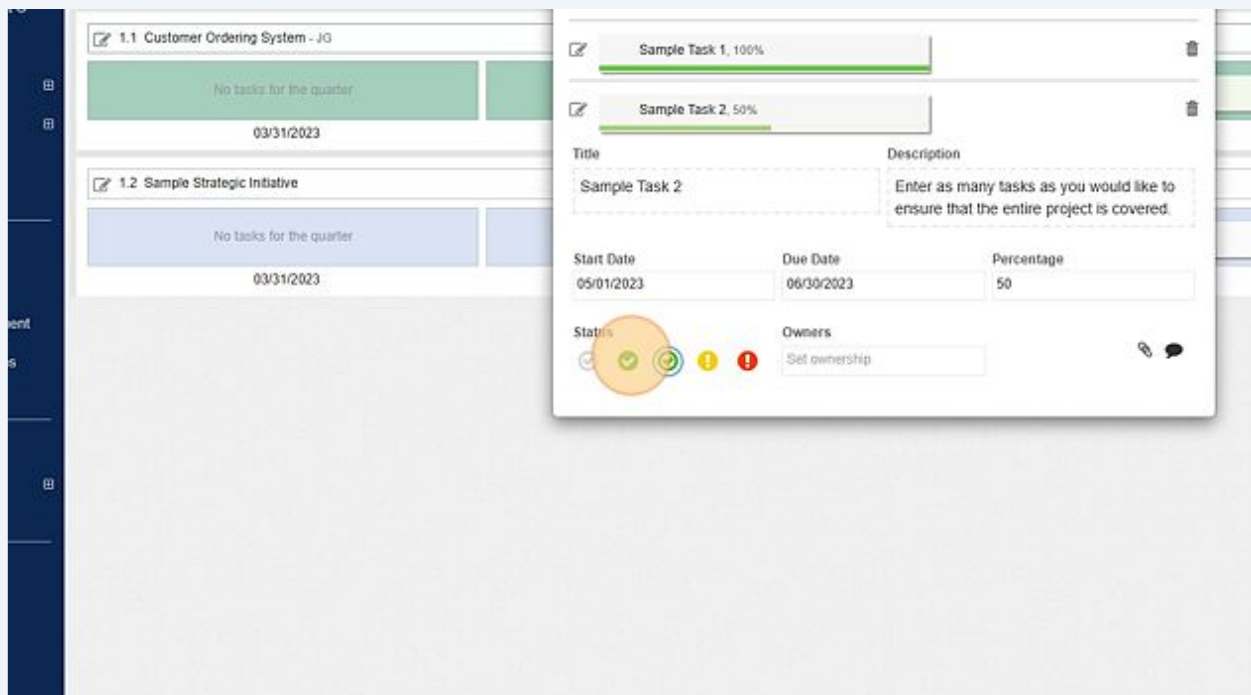 1.1 Customer Ordering System - JG
No tasks for the quarter
03/31/2023
1.2 Sample Strategic Initiative
No tasks for the quarter
03/31/2023
Sample Task 1, 100%
Sample Task 2, 50%
Title
Description
Sample Task 2
Enter as many tasks as you would like to
ensure that the entire project is covered.
Start Date
Due Date
Percentage
05/01/2023
06/30/2023
50
Status
Owners
Set ownership